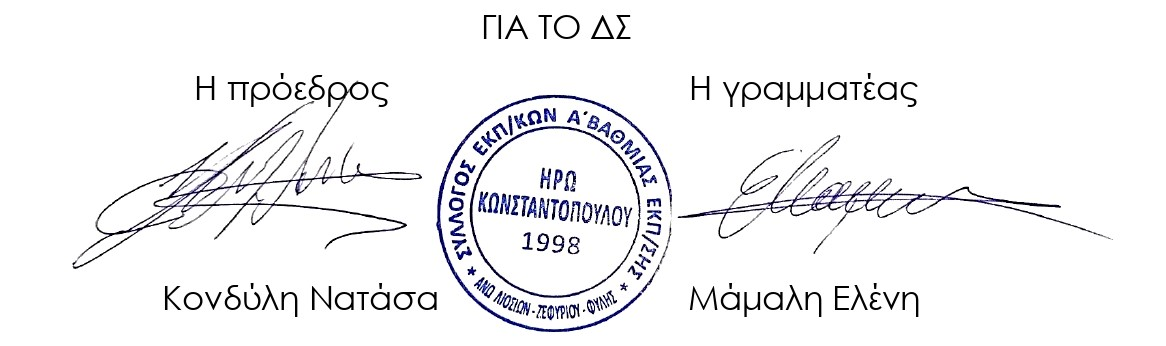 ΓΙΑ ΤΟ ΔΣ
Η πρόεδρος
Η γραμματέας
ΣΥΛΛΟΓΟΣ ΕΚΠ/ΚΩΝ Α΄ΒΑΘΜΙΑΣ ΕΚΠ/ΣΗΣ
ΗΡΩ
ΚΩΝΣΤΑΝΤΟΠΟΥΛΟΥ
1998
* ΑΝΩ ΛΙΟΣΙΩΝ - ΖΕΦΥΡΙΟΥ - ΦΥΛΗΣ *
Κονδύλη Νατάσα
Μάμαλη Ελένη